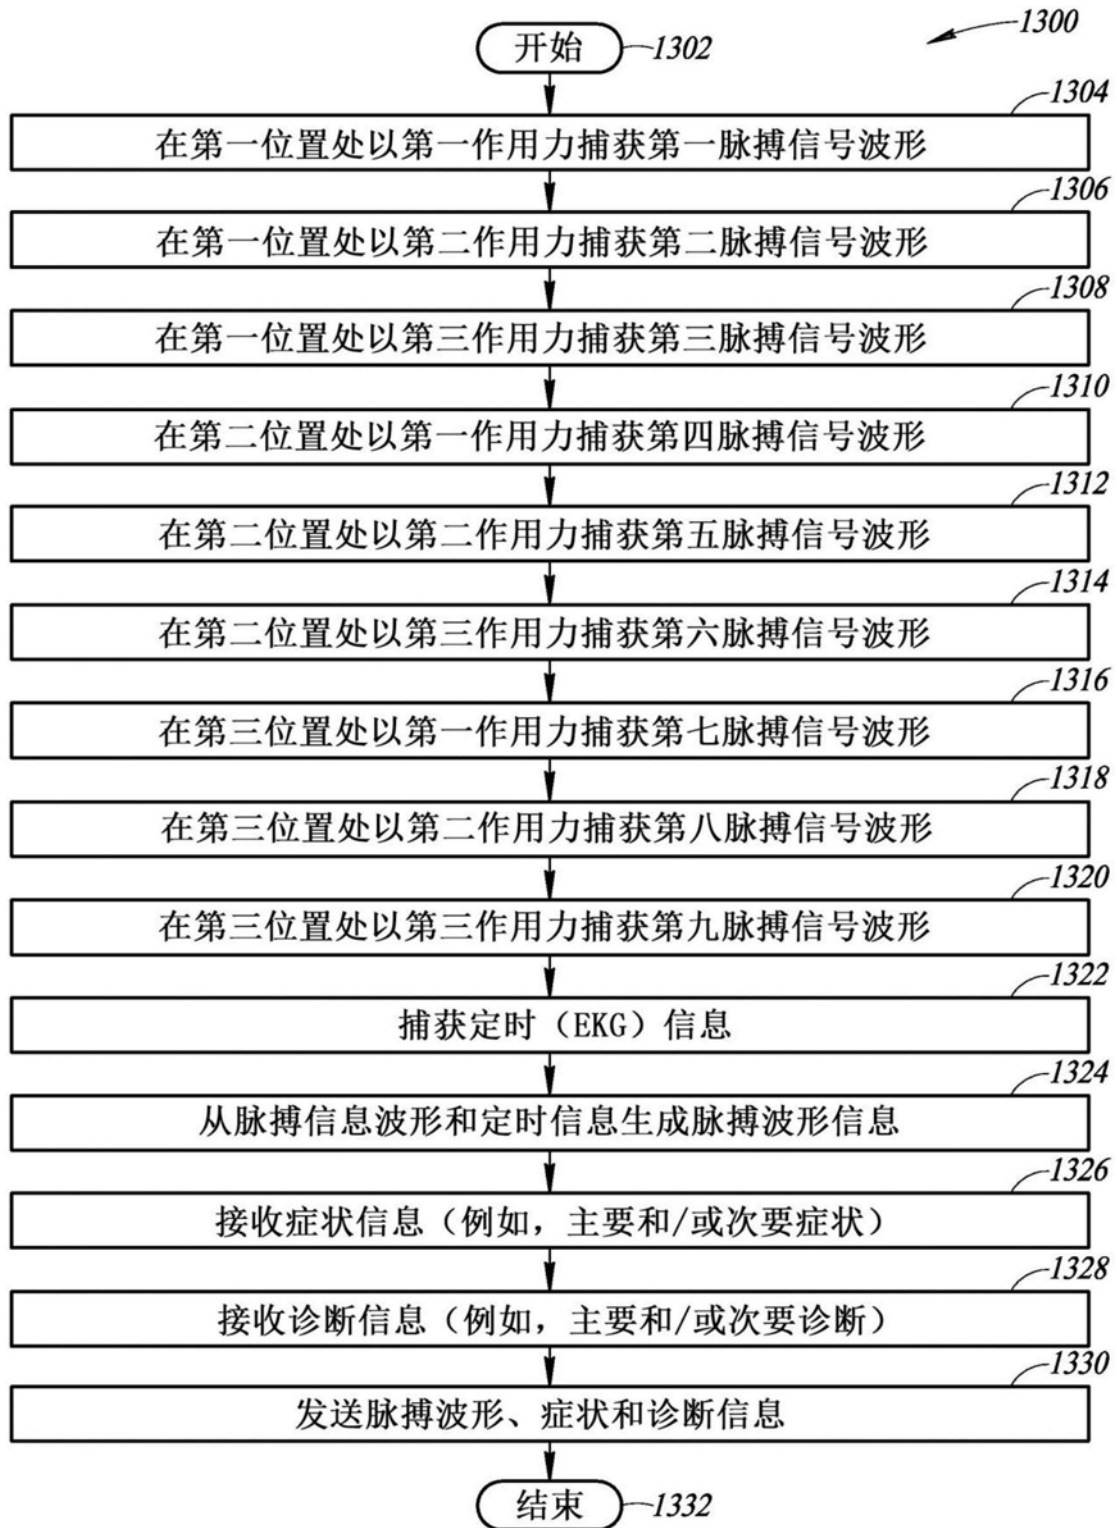 1300
开始 1302
1304
在第一位置处以第一作用力捕获第一脉搏信号波形
1306
在第一位置处以第二作用力捕获第二脉搏信号波形
1308
在第一位置处以第三作用力捕获第三脉搏信号波形
1310
在第二位置处以第一作用力捕获第四脉搏信号波形
1312
在第二位置处以第二作用力捕获第五脉搏信号波形
1314
在第二位置处以第三作用力捕获第六脉搏信号波形
1316
在第三位置处以第一作用力捕获第七脉搏信号波形
1318
在第三位置处以第二作用力捕获第八脉搏信号波形
1320
在第三位置处以第三作用力捕获第九脉搏信号波形
1322
捕获定时（EKG）信息
1324
从脉搏信息波形和定时信息生成脉搏波形信息
1326
接收症状信息（例如，主要和/或次要症状）
1328
接收诊断信息（例如，主要和/或次要诊断）
1330
发送脉搏波形、症状和诊断信息
结束 1332